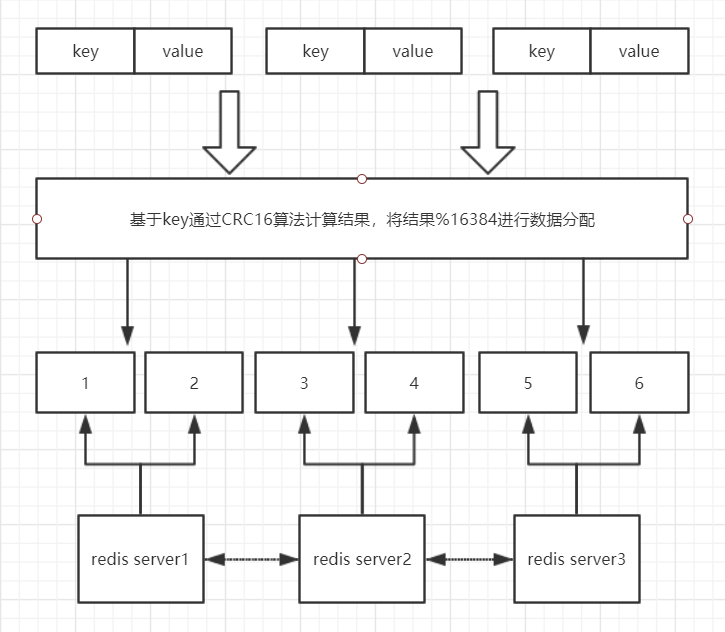 key value key value key value
基于key通过CRC16算法计算结果，将结果%16384进行数据分配
1 2 3 4 5 6
redis server1 redis server2 redis server3